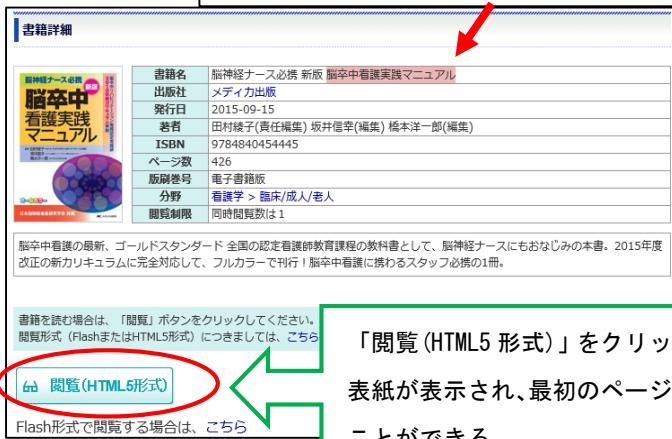 書籍詳細
脳神経ナース必携 新版
脳卒中
看護実践
マニュアル
書籍名 脳神経ナース必携 新版 脳卒中看護実践マニュアル
出版社 メディカ出版
発行日 2015-09-15
著者 田村綾子(責任編集) 坂井信幸(編集) 橋本洋一郎(編集)
ISBN 9784840454445
ページ数 426
版刷巻号 電子書籍版
分野 看護学 > 臨床/成人/老人
閲覧制限 同時閲覧数は1
脳卒中看護の最新、ゴールドスタンダード 全国の認定看護師教育課程の教科書として、脳神経ナースにもおなじみの本書。2015年度
改正の新カリキュラムに完全対応して、フルカラーで刊行！脳卒中看護に携わるスタッフ必携の1冊。
書籍を読む場合は、「閲覧」ボタンをクリックしてください。
閲覧形式（FlashまたはHTML5形式）につきましては、こちら
閲覧(HTML5形式)
Flash形式で閲覧する場合は、こちら
「閲覧(HTML5 形式)」をクリッ
表紙が表示され、最初のページ
ことができる